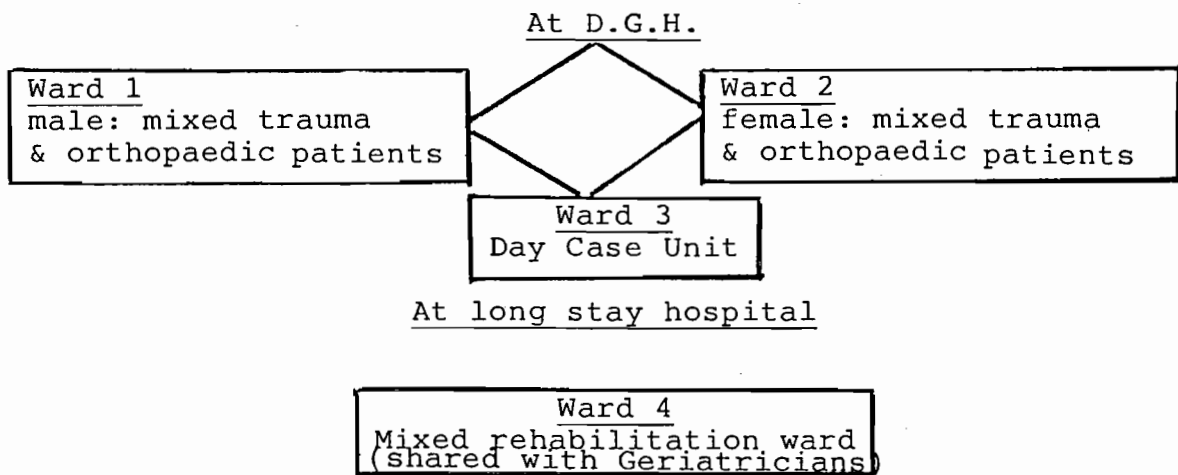 At D.G.H.
Ward 1
male: mixed trauma
& orthopaedic patients
Ward 2
female: mixed trauma
& orthopaedic patients
Ward 3
Day Case Unit
At long stay hospital
Ward 4
Mixed rehabilitation ward
(shared with Geriatricians)